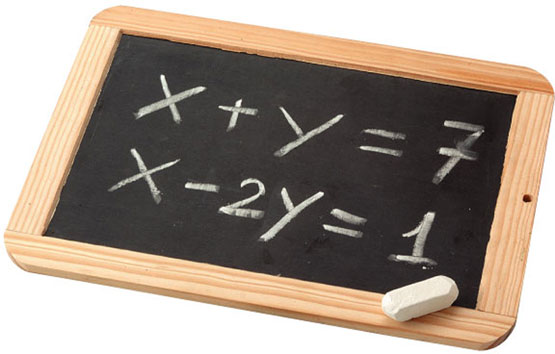 X + Y = 7
X - 2Y = 1